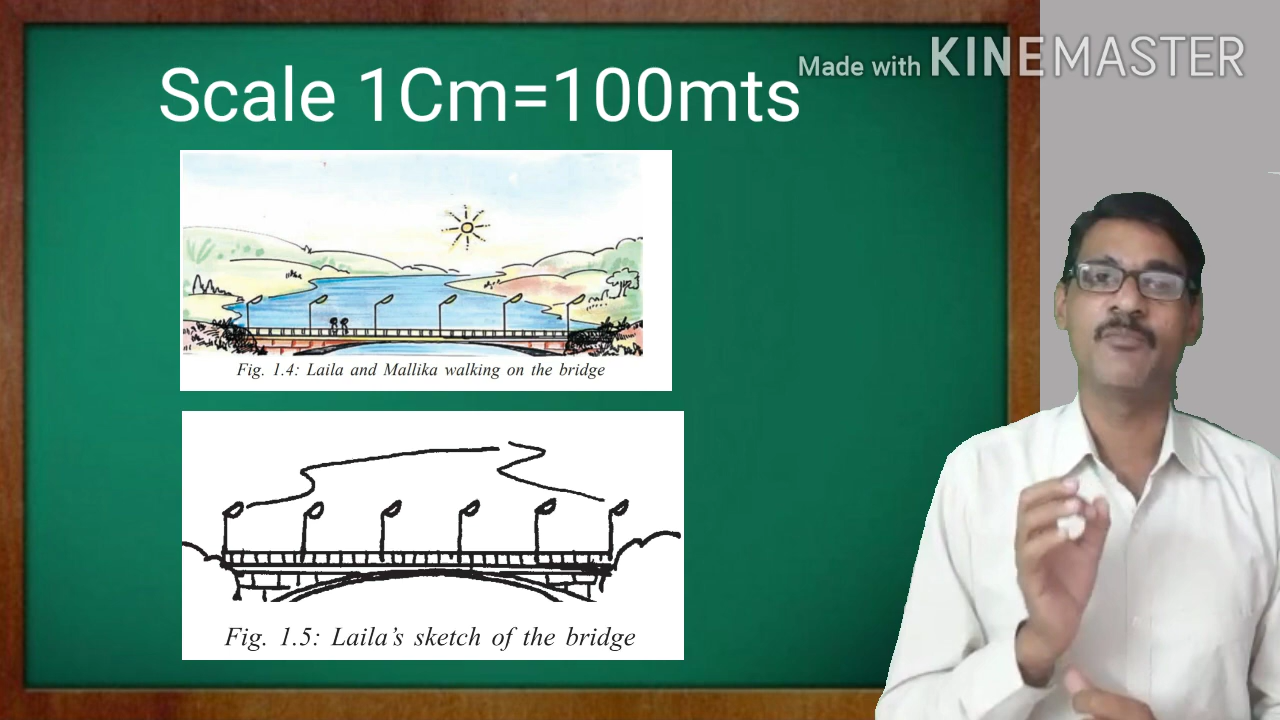 Made with KINEMASTER
Scale 1Cm=100mts
Fig. 1.4: Laila and Mallika walking on the bridge
Fig. 1.5: Laila's sketch of the bridge